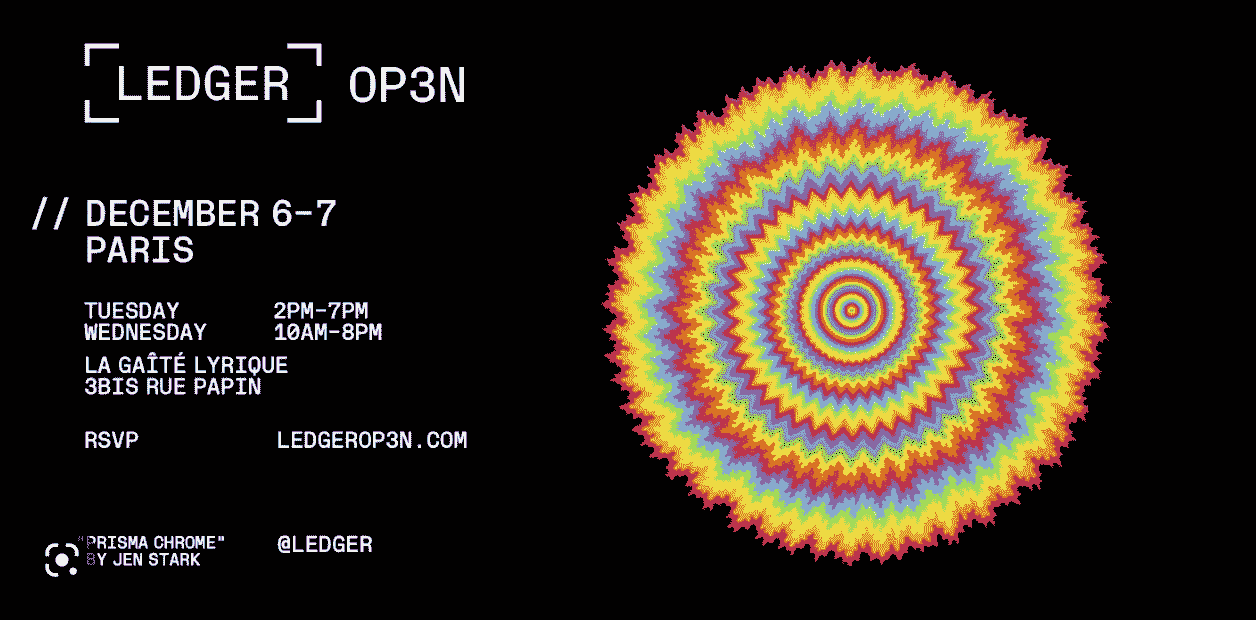 LEDGER OP3N
// DECEMBER 6-7
PARIS
TUESDAY 2PM-7PM
WEDNESDAY 10AM-8PM
LA GAÎTÉ LYRIQUE
3BIS RUE PAPIN
RSVP LEDGEROP3N.COM
"PRISMA CHROME" @LEDGER
BY JEN STARK